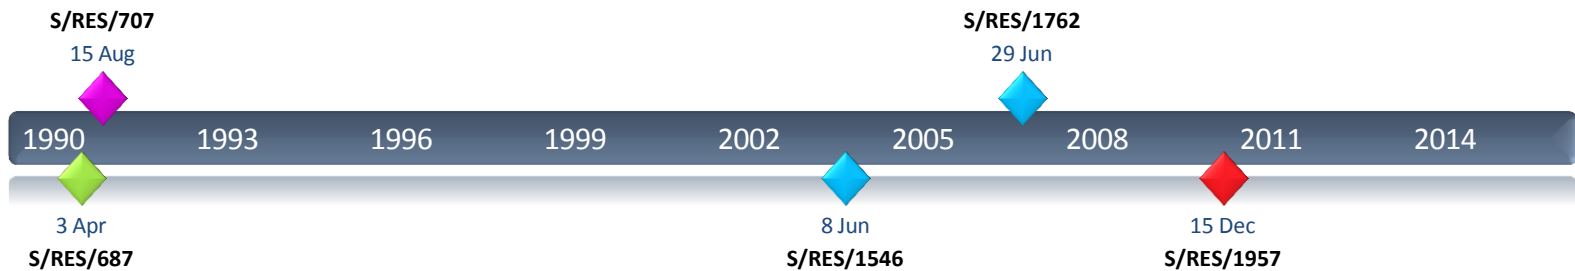 S/RES/707
15 Aug
S/RES/1762
29 Jun
1990 1993 1996 1999 2002 2005 2008 2011 2014
3 Apr
S/RES/687
8 Jun
S/RES/1546
15 Dec
S/RES/1957